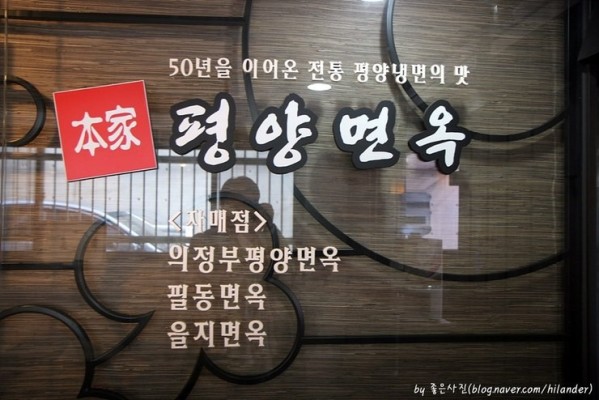 50년을 이어온 전통 평양냉면의 맛
本家 평양면옥
<자매점>
의정부평양면옥
필동면옥
을지면옥
by 좋은사진(blog.naver.com/hilander)